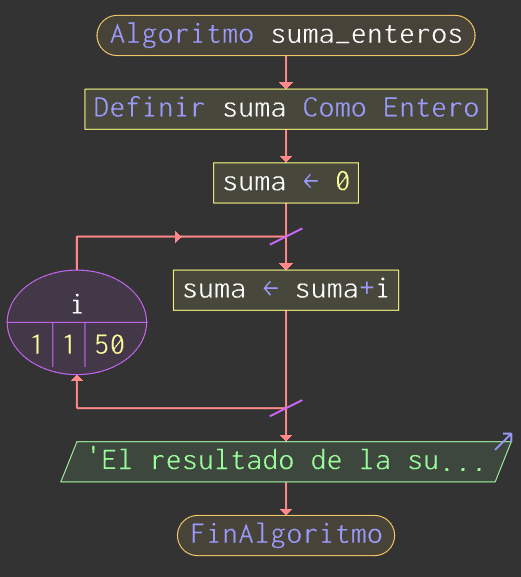 Algoritmo suma_enteros
Definir suma Como Entero
suma ← 0
suma ← suma+i
i
1 1 50
'El resultado de la su...
FinAlgoritmo